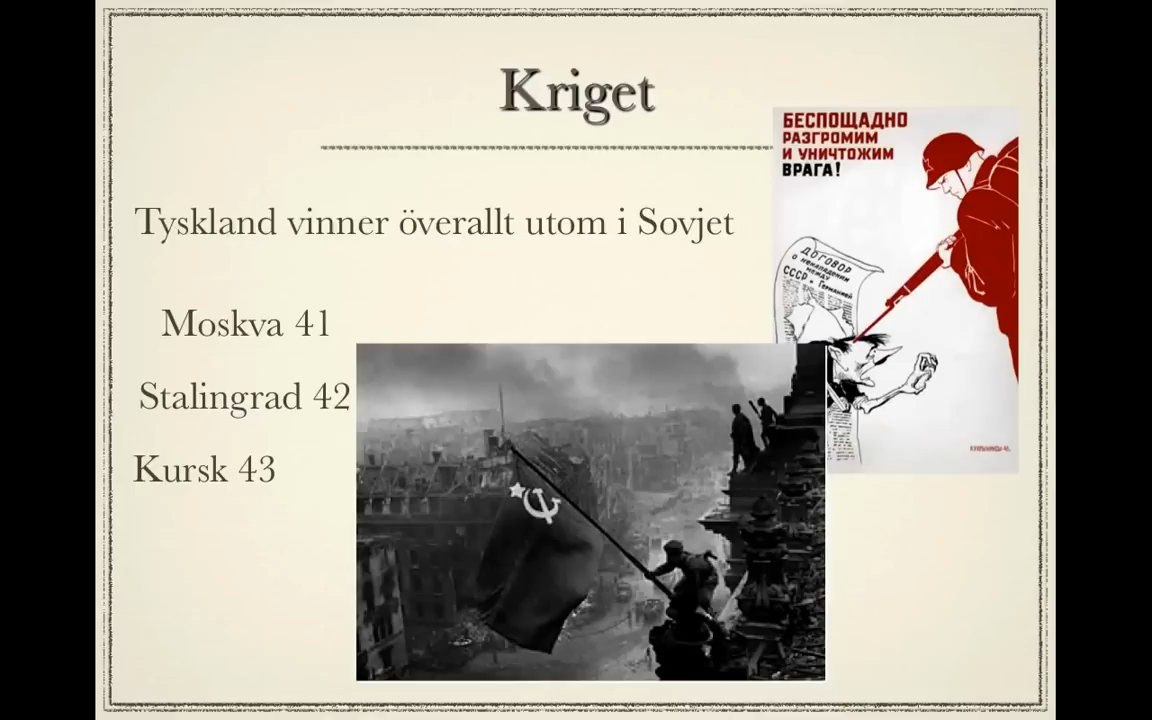 Kriget
БЕСПОЩАДНО
РАЗГРОМИМ
И УНИЧТОЖИМ
ВРАГА!
Tyskland vinner överallt utom i Sovjet
ДОГОВОР
О НЕНАПАДЕНИИ
МЕЖДУ
СССР и Германией
Moskva 41
Stalingrad 42
Kursk 43